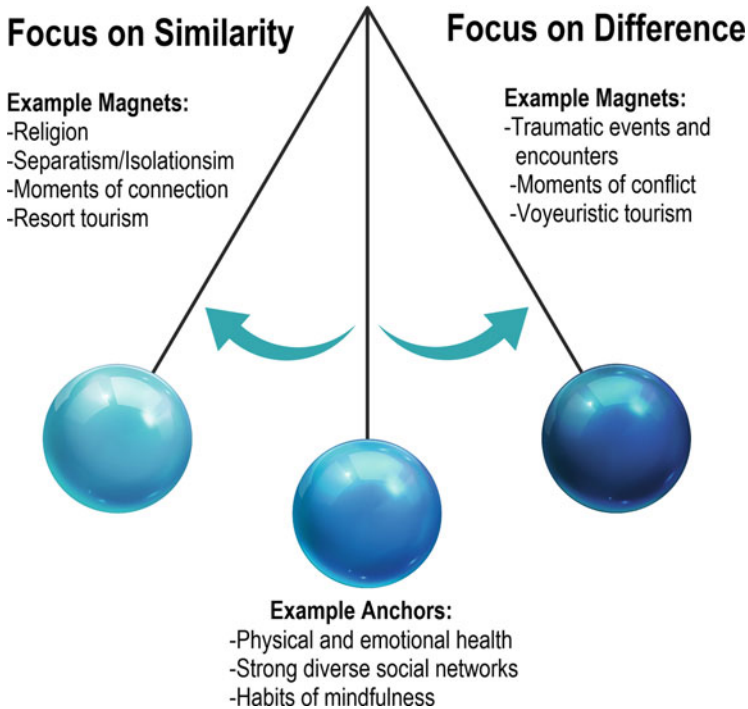 Focus on Similarity
Example Magnets:
-Religion
-Separatism/Isolationsim
-Moments of connection
-Resort tourism
Focus on Difference
Example Magnets:
-Traumatic events and
encounters
-Moments of conflict
-Voyeuristic tourism
Example Anchors:
-Physical and emotional health
-Strong diverse social networks
-Habits of mindfulness